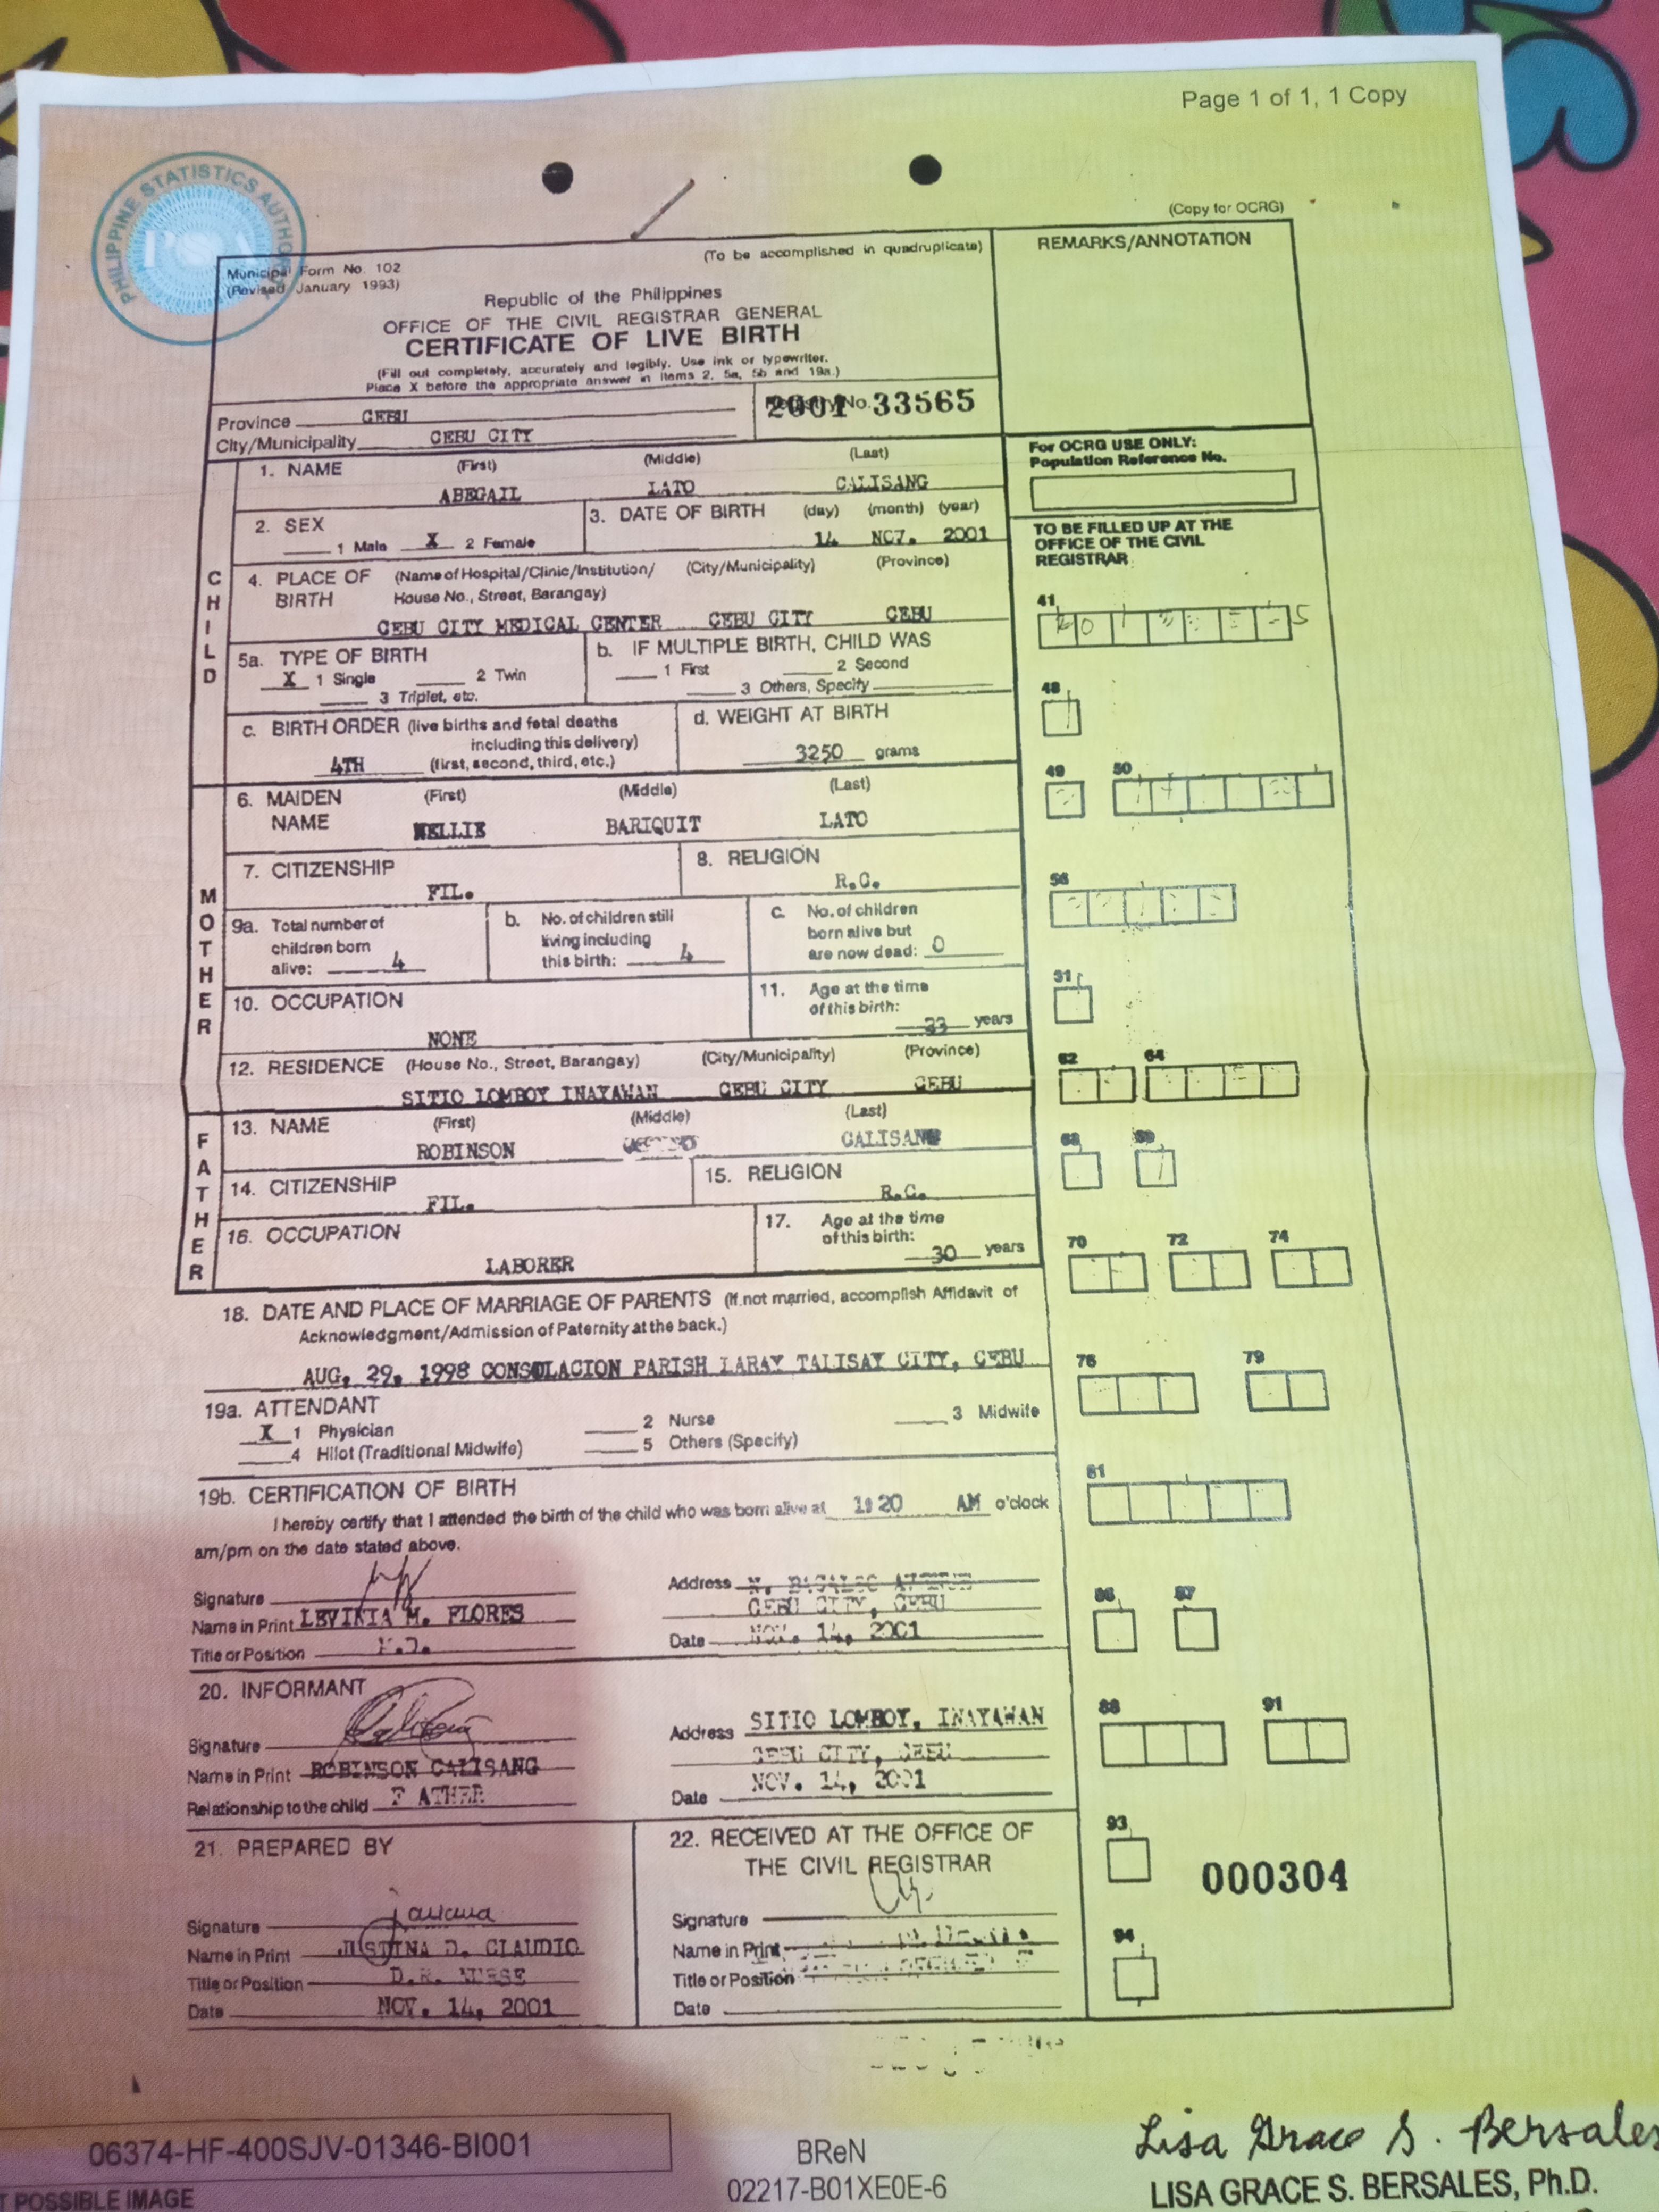 Page 1 of 1, 1 Copy
PHILIPPINE STATISTICS AUTHORITY
(Copy for OCRG)
Municipal Form No. 102
(Revised January 1993)
(To be accomplished in quadruplicate)
REMARKS/ANNOTATION
Republic of the Philippines
OFFICE OF THE CIVIL REGISTRAR GENERAL
CERTIFICATE OF LIVE BIRTH
(Fill out completely, accurately and legibly. Use ink or typewriter.
Place X before the appropriate answer in items 2, 5a, 5b and 19a.)
Province CEBU
City/Municipality CEBU CITY
Registry No. 2001 33565
For OCRG USE ONLY:
Population Reference No.
CHILD
1. NAME (First) (Middle) (Last)
ABEGAIL LATO CALISANG
2. SEX
1 Male X 2 Female
3. DATE OF BIRTH (day) (month) (year)
14 NOV. 2001
TO BE FILLED UP AT THE
OFFICE OF THE CIVIL
REGISTRAR
4. PLACE OF BIRTH (Name of Hospital/Clinic/Institution/ (City/Municipality) (Province)
House No., Street, Barangay)
CEBU CITY MEDICAL CENTER CEBU CITY CEBU
41
5a. TYPE OF BIRTH
X 1 Single 2 Twin
3 Triplet, etc.
b. IF MULTIPLE BIRTH, CHILD WAS
1 First 2 Second
3 Others, Specify
48
c. BIRTH ORDER (live births and fetal deaths
including this delivery)
4TH (first, second, third, etc.)
d. WEIGHT AT BIRTH
3250 grams
49 50
MOTHER
6. MAIDEN NAME (First) (Middle) (Last)
NELLIE BARIQUIT LATO
7. CITIZENSHIP
FIL.
8. RELIGION
R.C.
56
9a. Total number of
children born
alive: 4
b. No. of children still
living including
this birth: 4
c. No. of children
born alive but
are now dead: 0
10. OCCUPATION
NONE
11. Age at the time
of this birth:
years
12. RESIDENCE (House No., Street, Barangay) (City/Municipality) (Province)
SITIO LOMBOY INAYAWAN CEBU CITY CEBU
62 64
FATHER
13. NAME (First) (Middle) (Last)
ROBINSON CALISANG
14. CITIZENSHIP
FIL.
15. RELIGION
R.C.
16. OCCUPATION
LABORER
17. Age at the time
of this birth:
30 years
70 72 74
18. DATE AND PLACE OF MARRIAGE OF PARENTS (If not married, accomplish Affidavit of
Acknowledgment/Admission of Paternity at the back.)
AUG. 29, 1998 CONSOLACION PARISH LARAY TALISAY CITY, CEBU
76 79
19a. ATTENDANT
X 1 Physician 2 Nurse 3 Midwife
4 Hilot (Traditional Midwife) 5 Others (Specify)
19b. CERTIFICATION OF BIRTH
I hereby certify that I attended the birth of the child who was born alive at AM o'clock
am/pm on the date stated above.
81
Signature
Name in Print LEVINIA M. FLORES
Title or Position M.D.
Address
CEBU CITY, CEBU
Date NOV. 14, 2001
86 87
20. INFORMANT
Signature
Name in Print ROBINSON CALISANG
Relationship to the child FATHER
Address SITIO LOMBOY, INAYAWAN
CEBU CITY, CEBU
Date NOV. 14, 2001
88 91
21. PREPARED BY
Signature
Name in Print JUSTINA D. CLAUDIO
Title or Position D.R. NURSE
Date NOV. 14, 2001
22. RECEIVED AT THE OFFICE OF
THE CIVIL REGISTRAR
Signature
Name in Print
Title or Position
Date
93
000304
94
06374-HF-400SJV-01346-BI001
POSSIBLE IMAGE
BReN
02217-B01XE0E-6
Lisa Grace S. Bersales
LISA GRACE S. BERSALES, Ph.D.